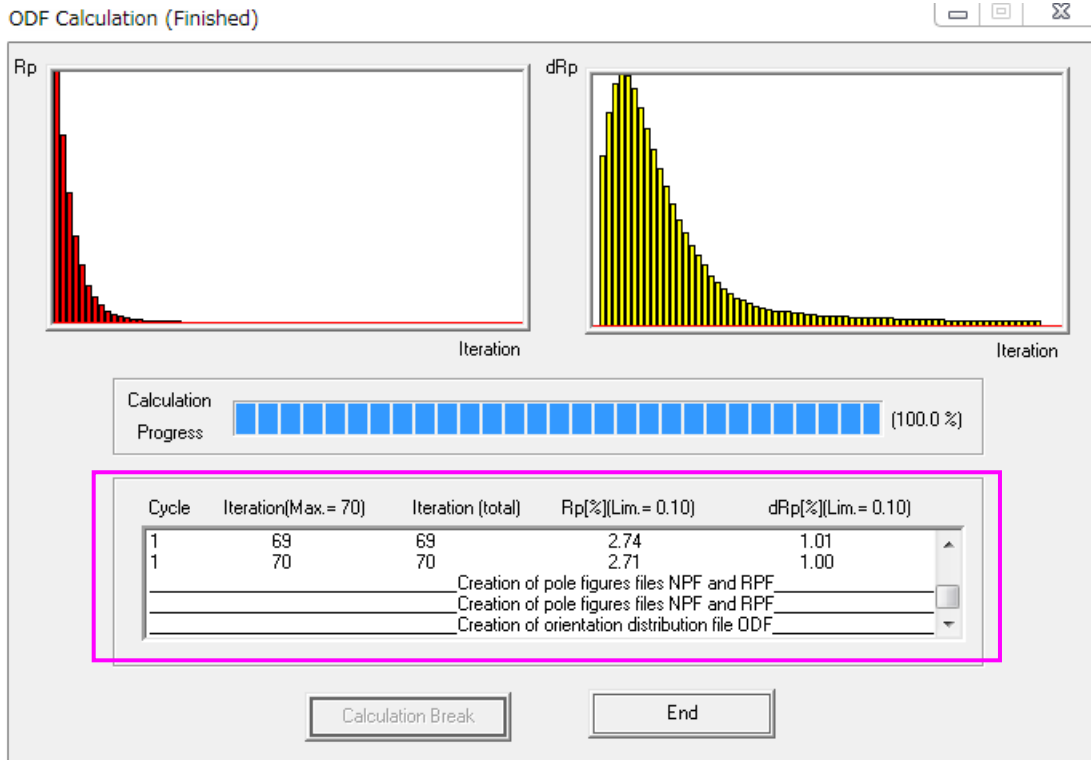 ODF Calculation (Finished)
Rp
dRp
Iteration
Iteration
Calculation
Progress
(100.0 %)
Cycle Iteration(Max.= 70) Iteration (total) Rp[%](Lim.= 0.10) dRp[%](Lim.= 0.10)
1 69 69 2.74 1.01
1 70 70 2.71 1.00
Creation of pole figures files NPF and RPF
Creation of pole figures files NPF and RPF
Creation of orientation distribution file ODF
Calculation Break
End